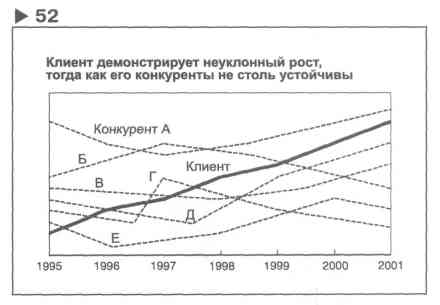 ▶ 52
Клиент демонстрирует неуклонный рост,
тогда как его конкуренты не столь устойчивы
Конкурент А
Б
Клиент
Г
В
Д
Е
1995 1996 1997 1998 1999 2000 2001